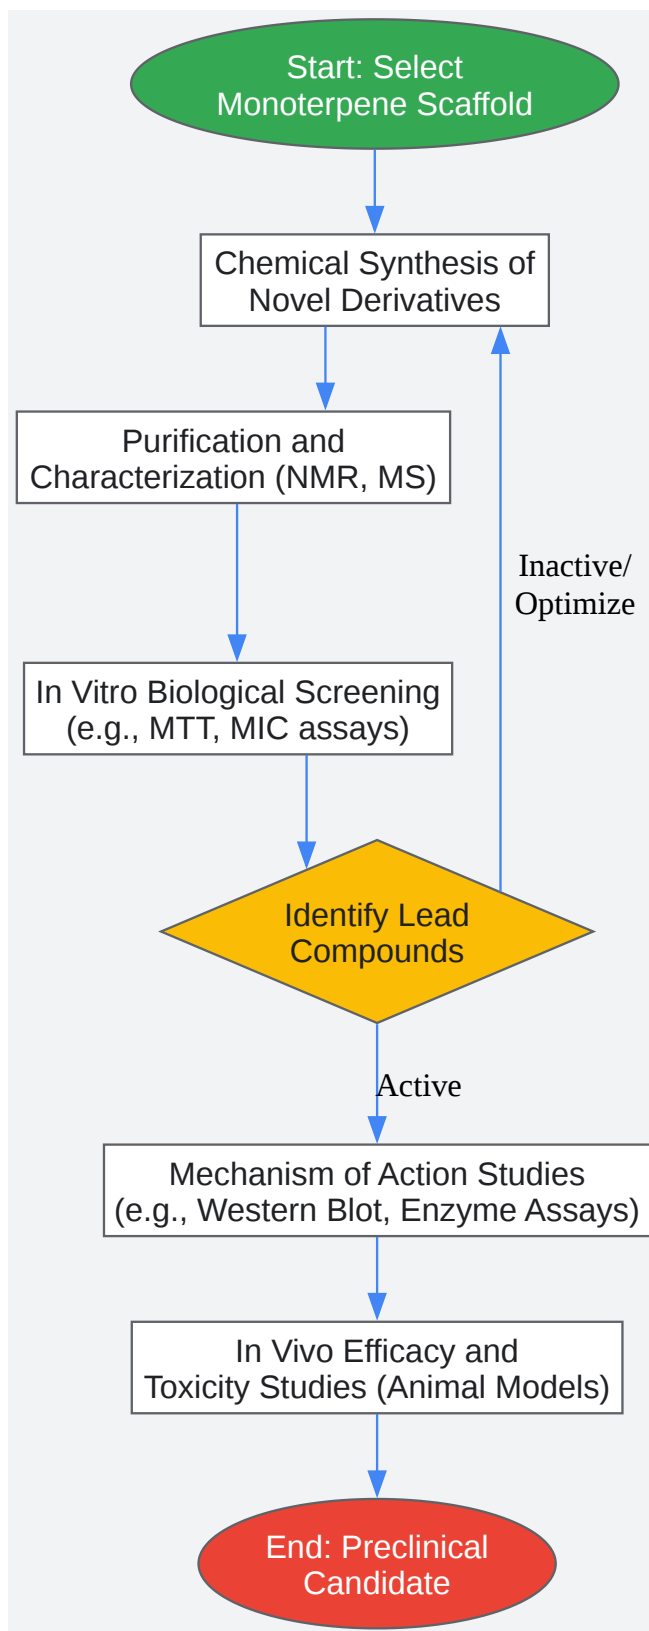 Start: Select
Monoterpene Scaffold
Chemical Synthesis of
Novel Derivatives
Purification and
Characterization (NMR, MS)
Inactive/
Optimize
In Vitro Biological Screening
(e.g., MTT, MIC assays)
Identify Lead
Compounds
Active
Mechanism of Action Studies
(e.g., Western Blot, Enzyme Assays)
In Vivo Efficacy and
Toxicity Studies (Animal Models)
End: Preclinical
Candidate